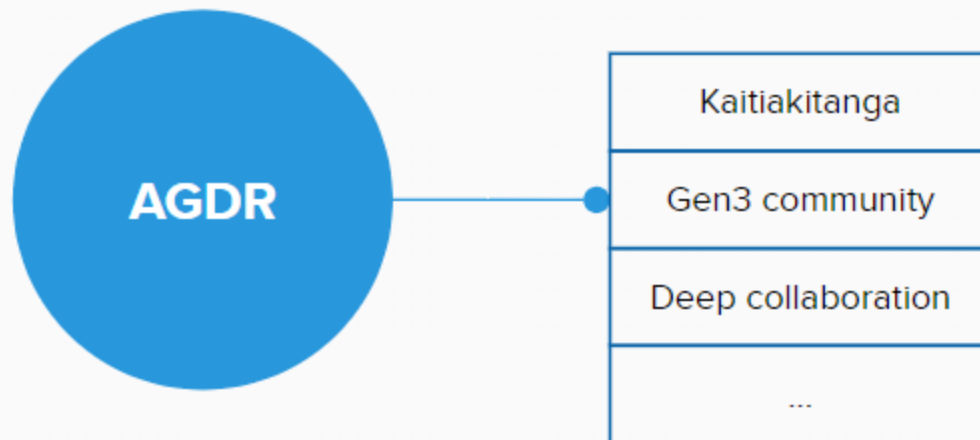 AGDR
Kaitiakitanga
Gen3 community
Deep collaboration
...